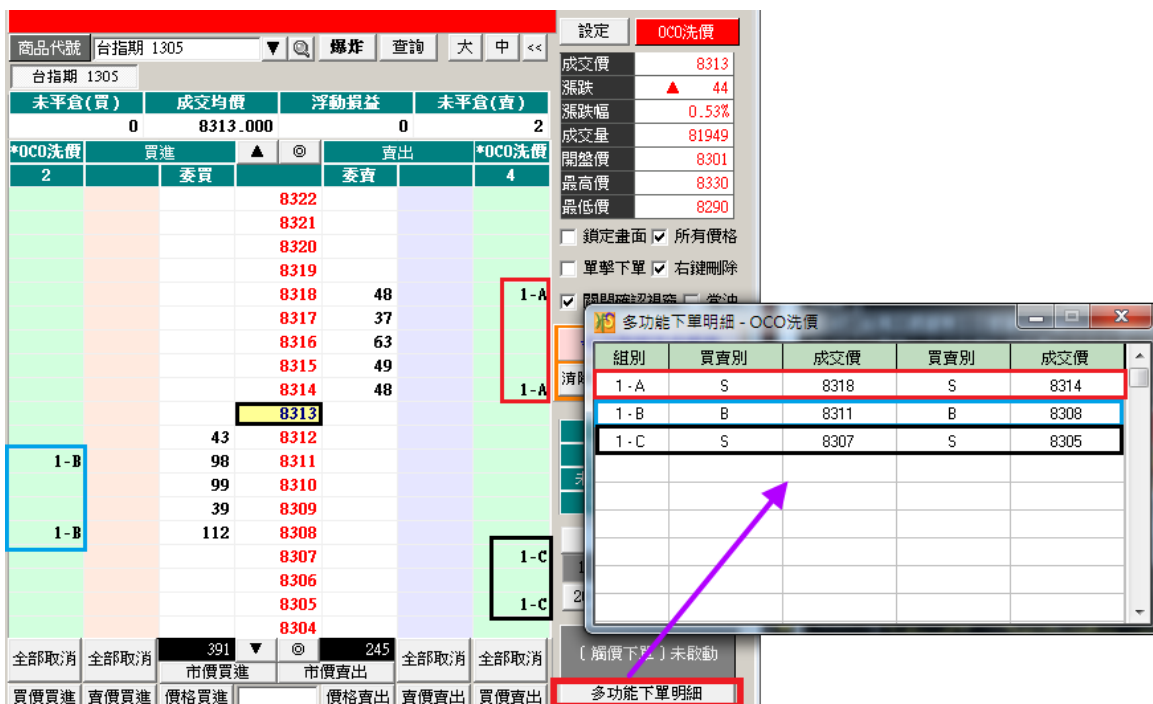 設定 OCO洗價
商品代號 台指期 1305 ▼ 爆炸 查詢 大 中 <<
台指期 1305
未平倉(買) 成交均價 浮動損益 未平倉(賣)
0 8313.000 0 2
*OCO洗價 買進 ▲ ◎ 賣出 *OCO洗價
2 委買 委賣 4
8322
8321
8320
8319
8318 48 1-A
8317 37
8316 63
8315 49
8314 48 1-A
8313
43 8312
1-B 98 8311
99 8310
39 8309
1-B 112 8308
8307 1-C
8306
8305 1-C
8304
全部取消 全部取消 391 ▼ ◎ 245 全部取消 全部取消
市價買進 市價賣出
買價買進 賣價買進 價格買進 價格賣出 賣價賣出 買價賣出
成交價 8313
漲跌 ▲ 44
漲跌幅 0.53%
成交量 81949
開盤價 8301
最高價 8330
最低價 8290
鎖定畫面 所有價格
單擊下單 右鍵刪除
多功能下單明細 - OCO洗價
組別 買賣別 成交價 買賣別 成交價
1 - A S 8318 S 8314
1 - B B 8311 B 8308
1 - C S 8307 S 8305
(觸價下單)未啟動
多功能下單明細